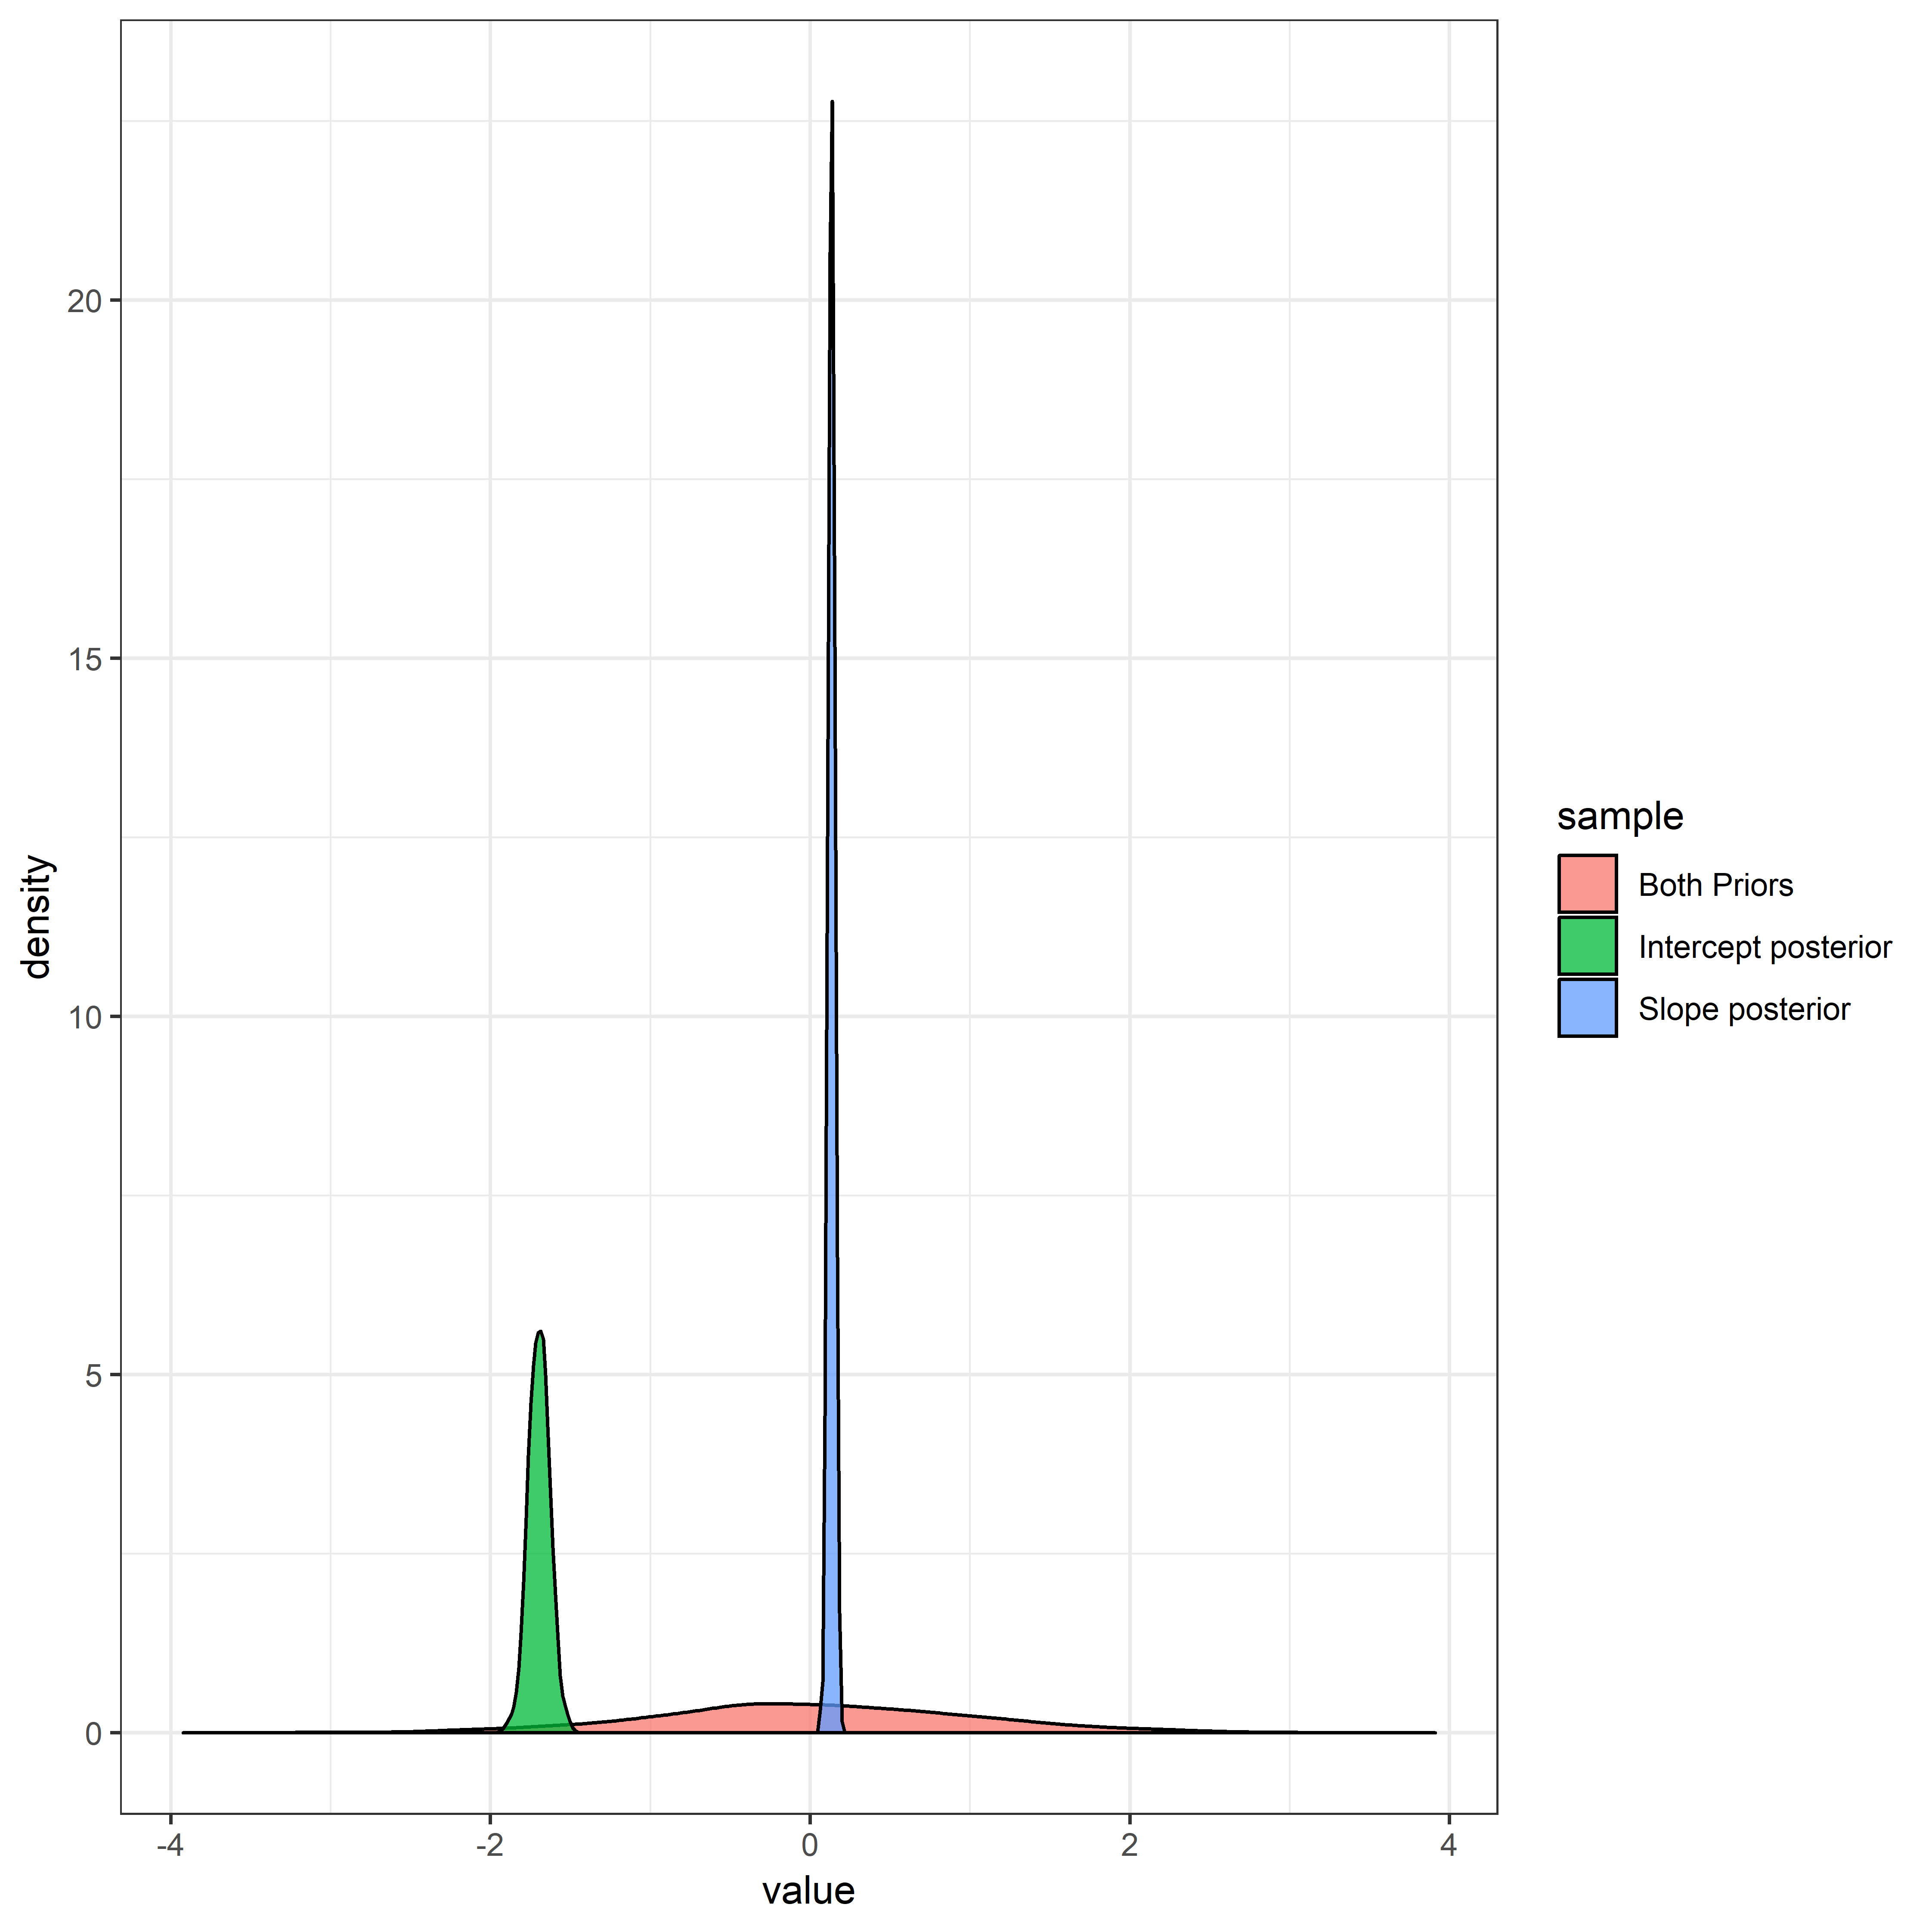 density
20
15
10
5
0
-4
-2
0
2
4
value
sample
Both Priors
Intercept posterior
Slope posterior